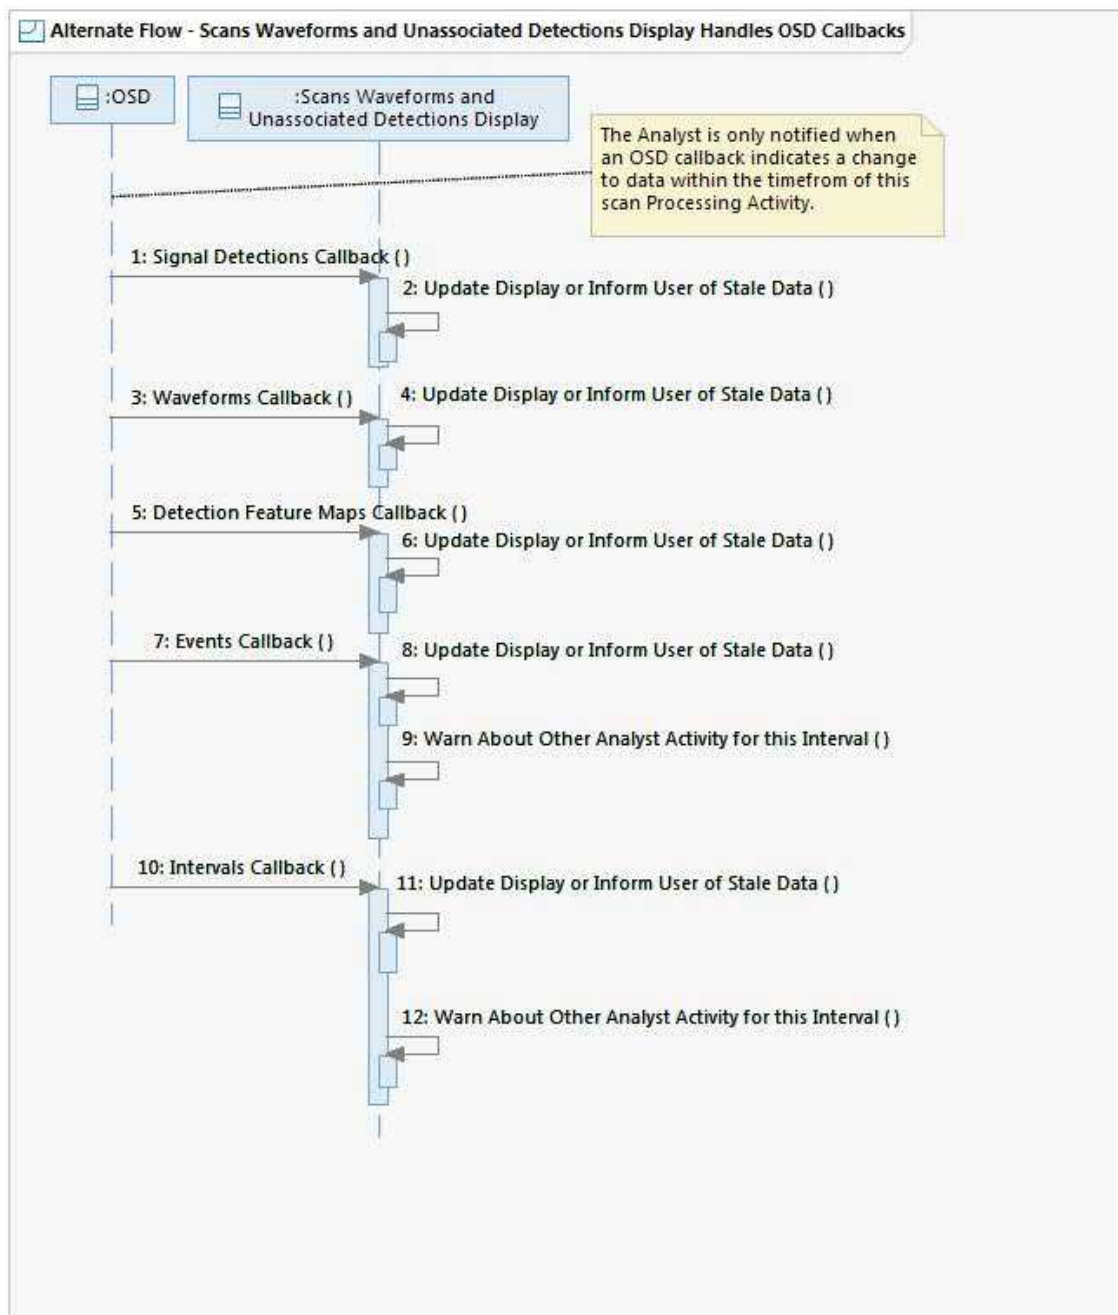 Alternate Flow - Scans Waveforms and Unassociated Detections Display Handles OSD Callbacks
:OSD
:Scans Waveforms and
Unassociated Detections Display
The Analyst is only notified when
an OSD callback indicates a change
to data within the timefrom of this
scan Processing Activity.
1: Signal Detections Callback ( )
2: Update Display or Inform User of Stale Data ( )
3: Waveforms Callback ( )
4: Update Display or Inform User of Stale Data ( )
5: Detection Feature Maps Callback ( )
6: Update Display or Inform User of Stale Data ( )
7: Events Callback ( )
8: Update Display or Inform User of Stale Data ( )
9: Warn About Other Analyst Activity for this Interval ( )
10: Intervals Callback ( )
11: Update Display or Inform User of Stale Data ( )
12: Warn About Other Analyst Activity for this Interval ( )